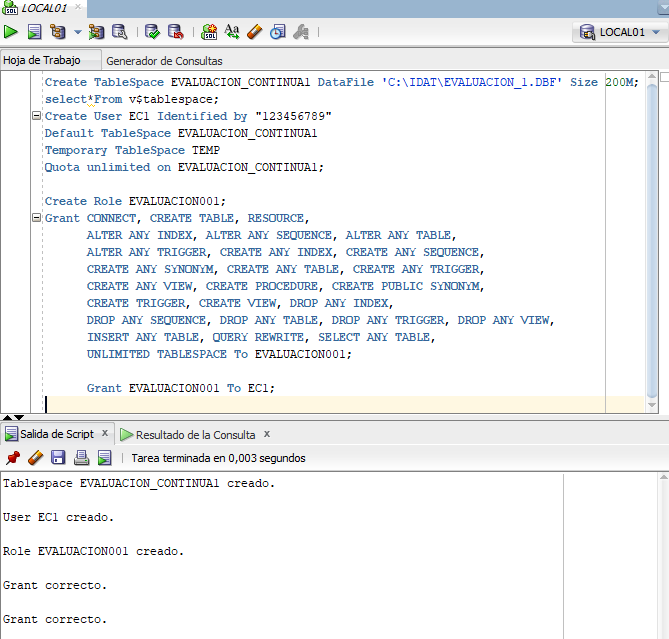 LOCAL01
LOCAL01
Hoja de Trabajo Generador de Consultas
Create TableSpace EVALUACION_CONTINUA1 DataFile 'C:\IDAT\EVALUACION_1.DBF' Size 200M;
select*From v$tablespace;
Create User EC1 Identified by "123456789"
Default TableSpace EVALUACION_CONTINUA1
Temporary TableSpace TEMP
Quota unlimited on EVALUACION_CONTINUA1;
Create Role EVALUACION001;
Grant CONNECT, CREATE TABLE, RESOURCE,
ALTER ANY INDEX, ALTER ANY SEQUENCE, ALTER ANY TABLE,
ALTER ANY TRIGGER, CREATE ANY INDEX, CREATE ANY SEQUENCE,
CREATE ANY SYNONYM, CREATE ANY TABLE, CREATE ANY TRIGGER,
CREATE ANY VIEW, CREATE PROCEDURE, CREATE PUBLIC SYNONYM,
CREATE TRIGGER, CREATE VIEW, DROP ANY INDEX,
DROP ANY SEQUENCE, DROP ANY TABLE, DROP ANY TRIGGER, DROP ANY VIEW,
INSERT ANY TABLE, QUERY REWRITE, SELECT ANY TABLE,
UNLIMITED TABLESPACE To EVALUACION001;
Grant EVALUACION001 To EC1;
Salida de Script x Resultado de la Consulta x
Tarea terminada en 0,003 segundos
Tablespace EVALUACION_CONTINUA1 creado.
User EC1 creado.
Role EVALUACION001 creado.
Grant correcto.
Grant correcto.